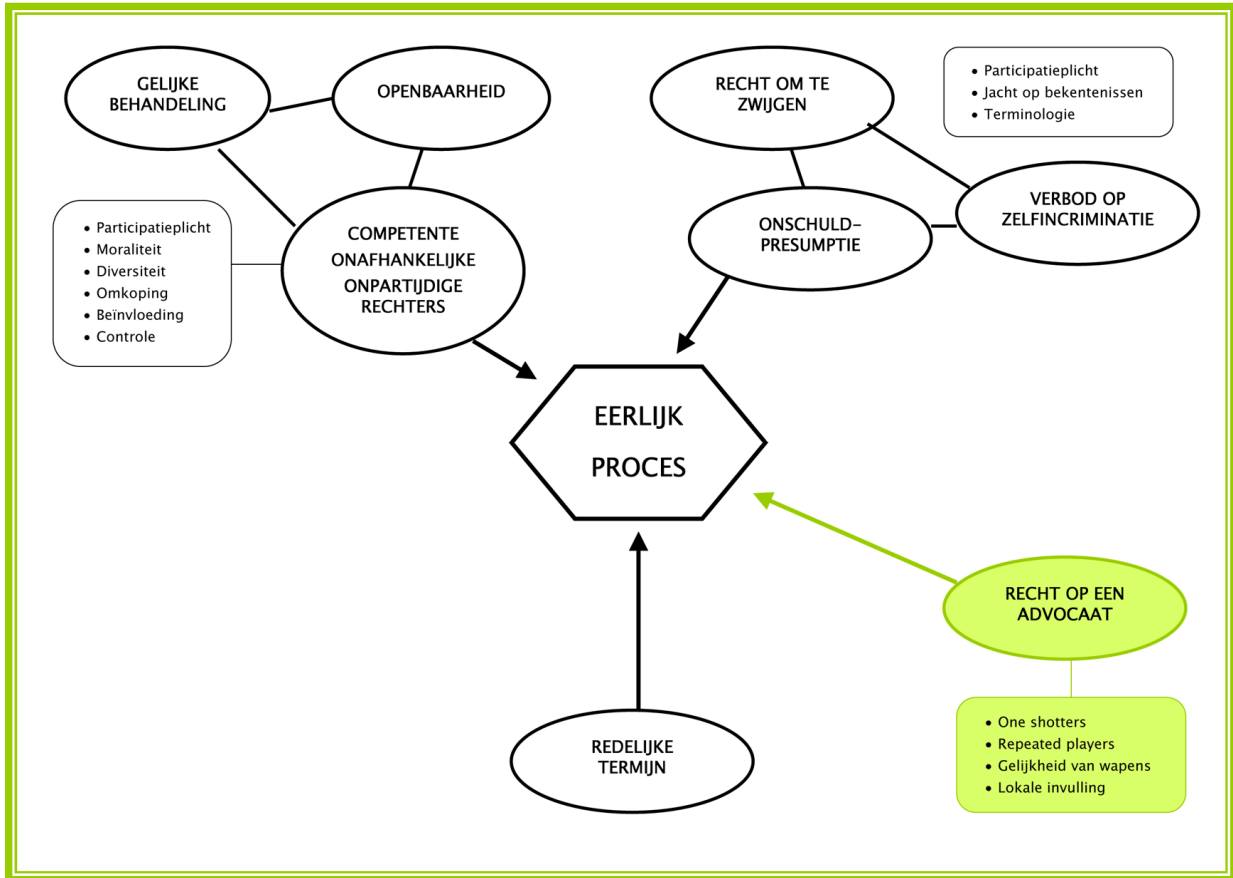 GELIJKE
BEHANDELING
OPENBAARHEID
RECHT OM TE
ZWIJGEN
• Participatieplicht
• Jacht op bekentenissen
• Terminologie
VERBOD OP
ZELFINCRIMINATIE
ONSCHULD-
PRESUMPTIE
• Participatieplicht
• Moraliteit
• Diversiteit
• Omkoping
• Beïnvloeding
• Controle
COMPETENTE
ONAFHANKELIJKE
ONPARTIJDIGE
RECHTERS
EERLIJK
PROCES
RECHT OP EEN
ADVOCAAT
• One shotters
• Repeated players
• Gelijkheid van wapens
• Lokale invulling
REDELIJKE
TERMIJN